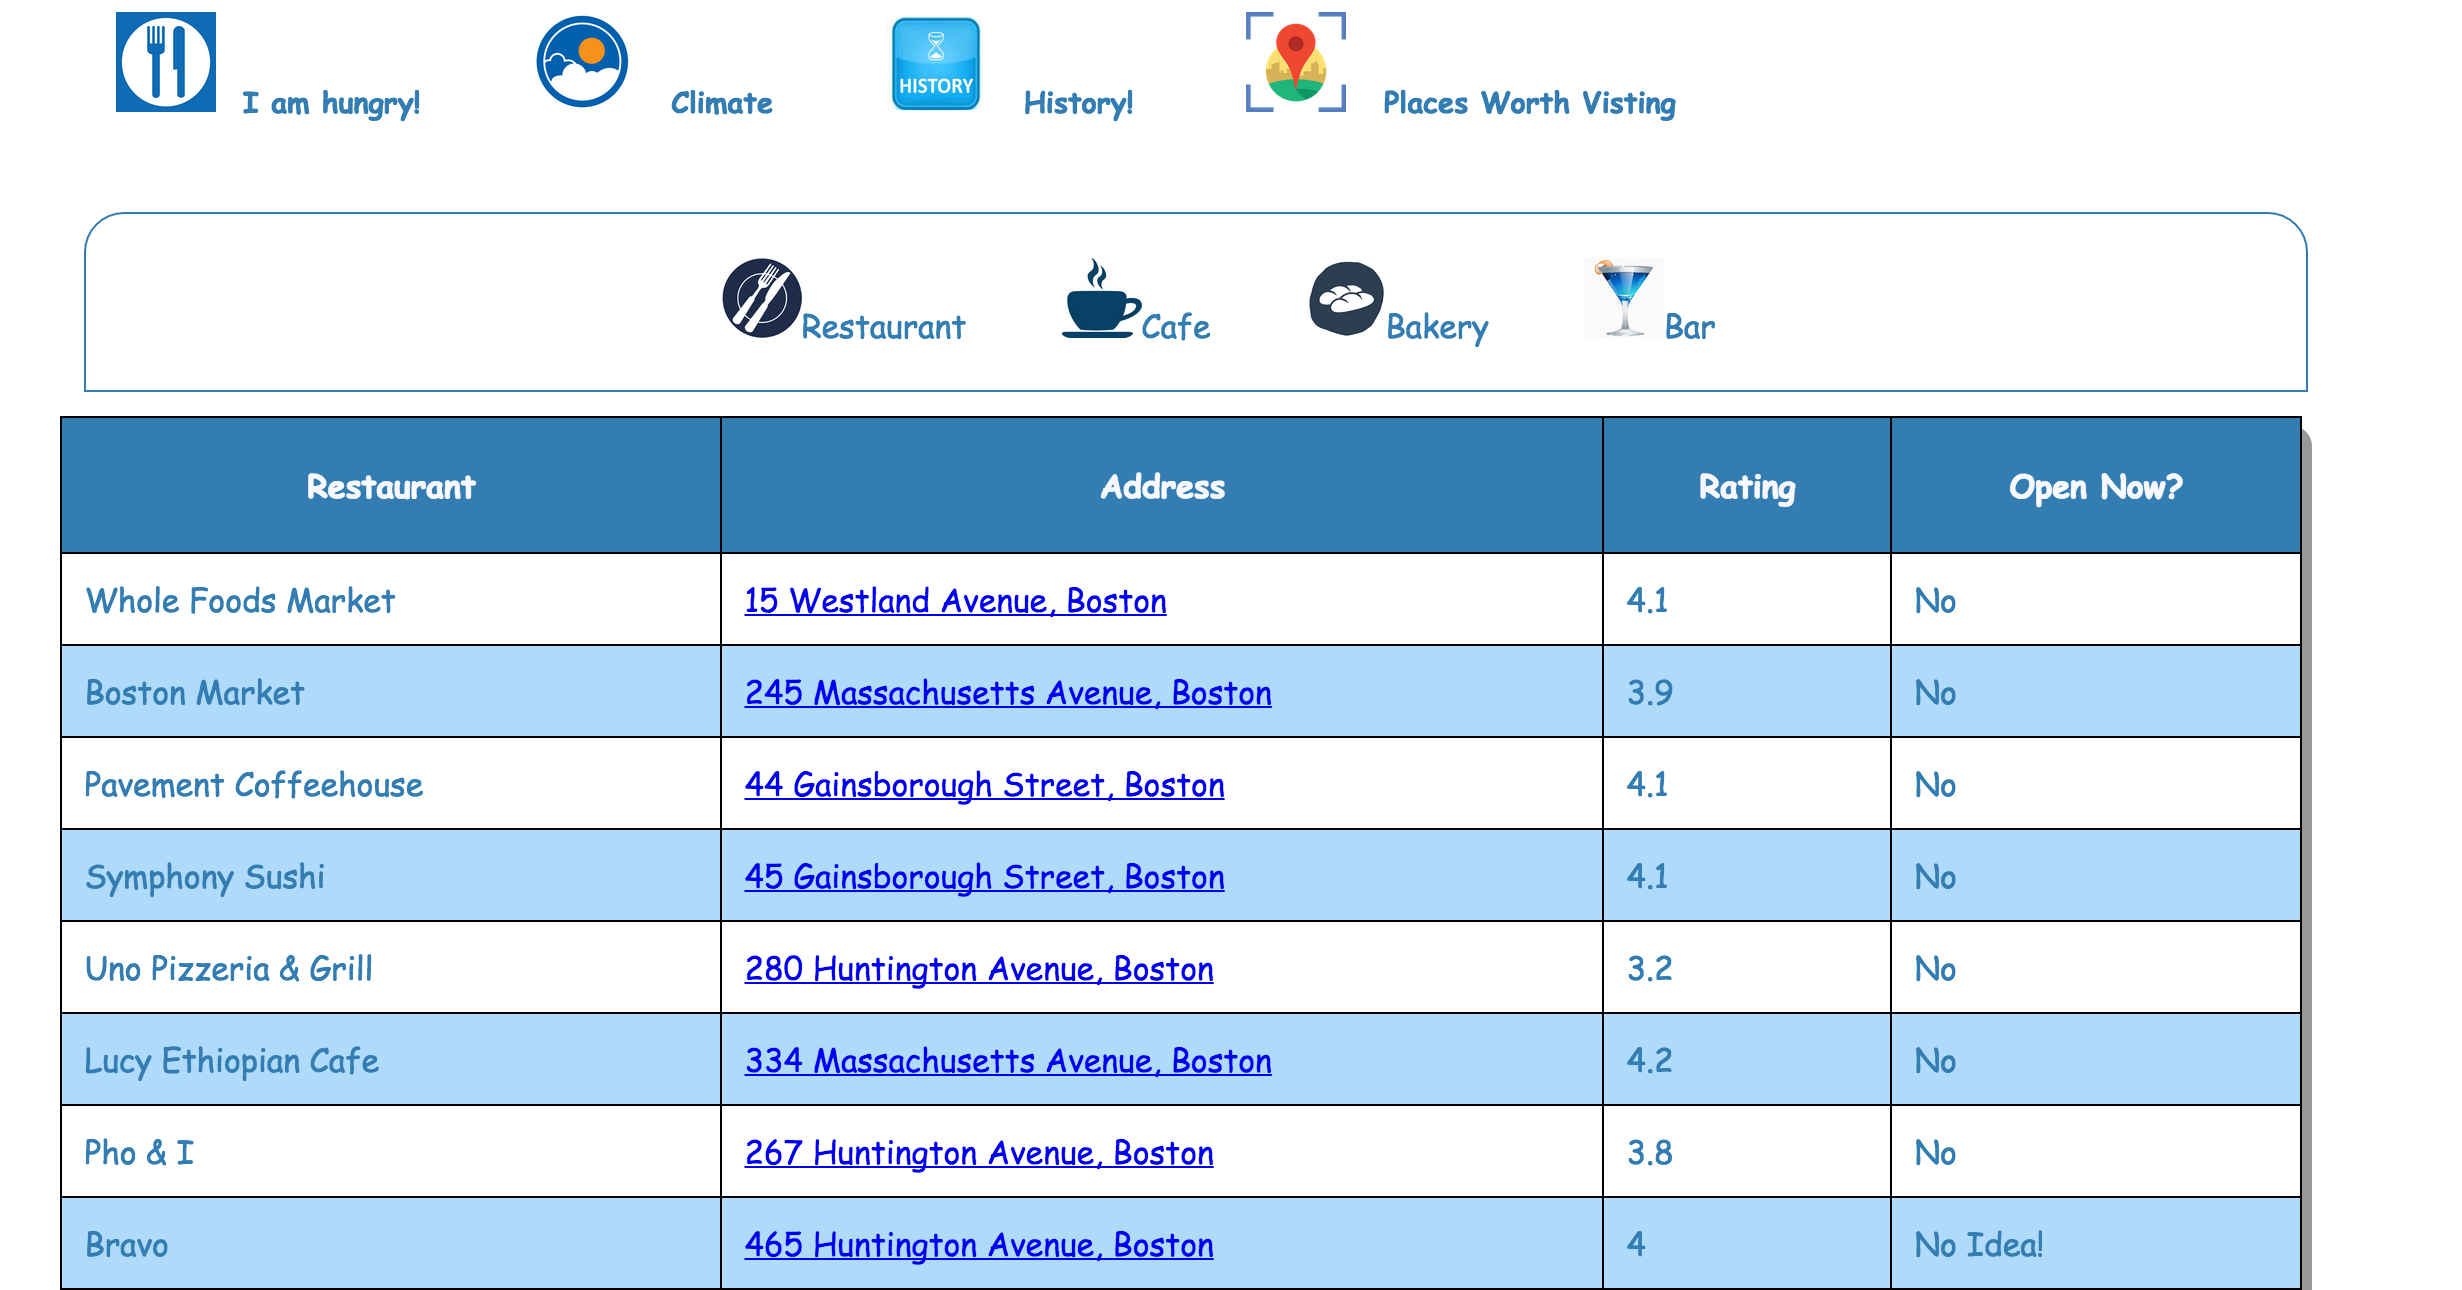 I am hungry! Climate HISTORY History! Places Worth Visting
Restaurant Cafe Bakery Bar
Restaurant Address Rating Open Now?
Whole Foods Market 15 Westland Avenue, Boston 4.1 No
Boston Market 245 Massachusetts Avenue, Boston 3.9 No
Pavement Coffeehouse 44 Gainsborough Street, Boston 4.1 No
Symphony Sushi 45 Gainsborough Street, Boston 4.1 No
Uno Pizzeria & Grill 280 Huntington Avenue, Boston 3.2 No
Lucy Ethiopian Cafe 334 Massachusetts Avenue, Boston 4.2 No
Pho & I 267 Huntington Avenue, Boston 3.8 No
Bravo 465 Huntington Avenue, Boston 4 No Idea!